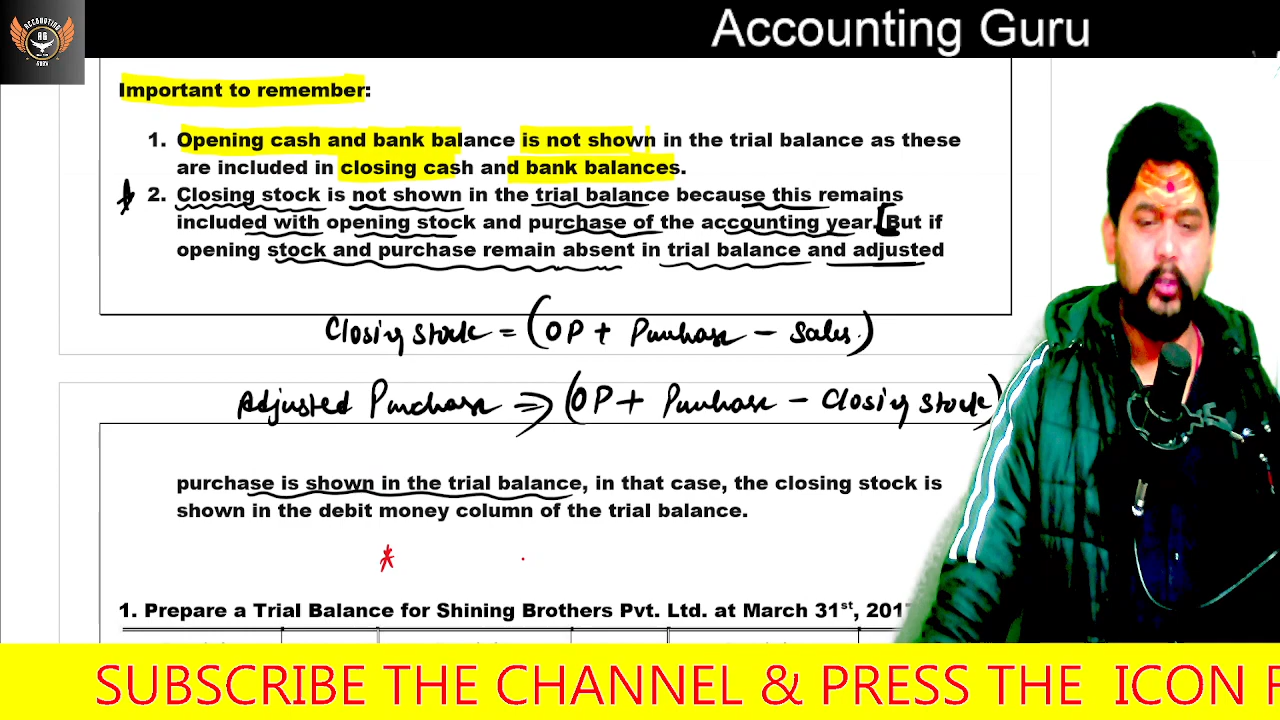 Accounting Guru
ACCOUNTING
AG
GURU
Important to remember:
1. Opening cash and bank balance is not shown in the trial balance as these
are included in closing cash and bank balances.
2. Closing stock is not shown in the trial balance because this remains
included with opening stock and purchase of the accounting year. [But if
opening stock and purchase remain absent in trial balance and adjusted
Closing stock = (OP + Purchase - Sales.)
Adjusted Purchase => (OP + Purchase - Closing stock)
purchase is shown in the trial balance, in that case, the closing stock is
shown in the debit money column of the trial balance.
1. Prepare a Trial Balance for Shining Brothers Pvt. Ltd. at March 31st, 201
SUBSCRIBE THE CHANNEL & PRESS THE ICON